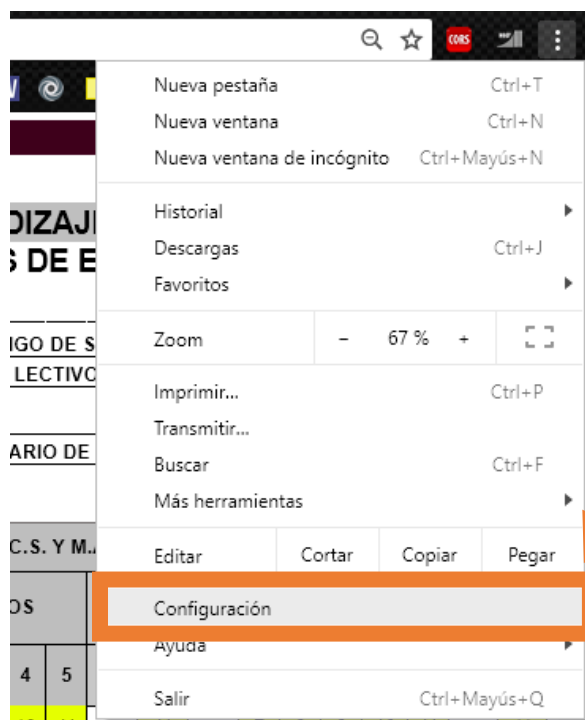 CORS
Nueva pestaña Ctrl+T
Nueva ventana Ctrl+N
Nueva ventana de incógnito Ctrl+Mayús+N
DIZAJ
Historial
S DE E
Descargas Ctrl+J
Favoritos
IGO DE S
Zoom - 67 % +
LECTIVO
Imprimir... Ctrl+P
Transmitir...
ARIO DE
Buscar Ctrl+F
Más herramientas
C.S. Y M.
Editar Cortar Copiar Pegar
OS
Configuración
Ayuda
4 5
Salir Ctrl+Mayús+Q